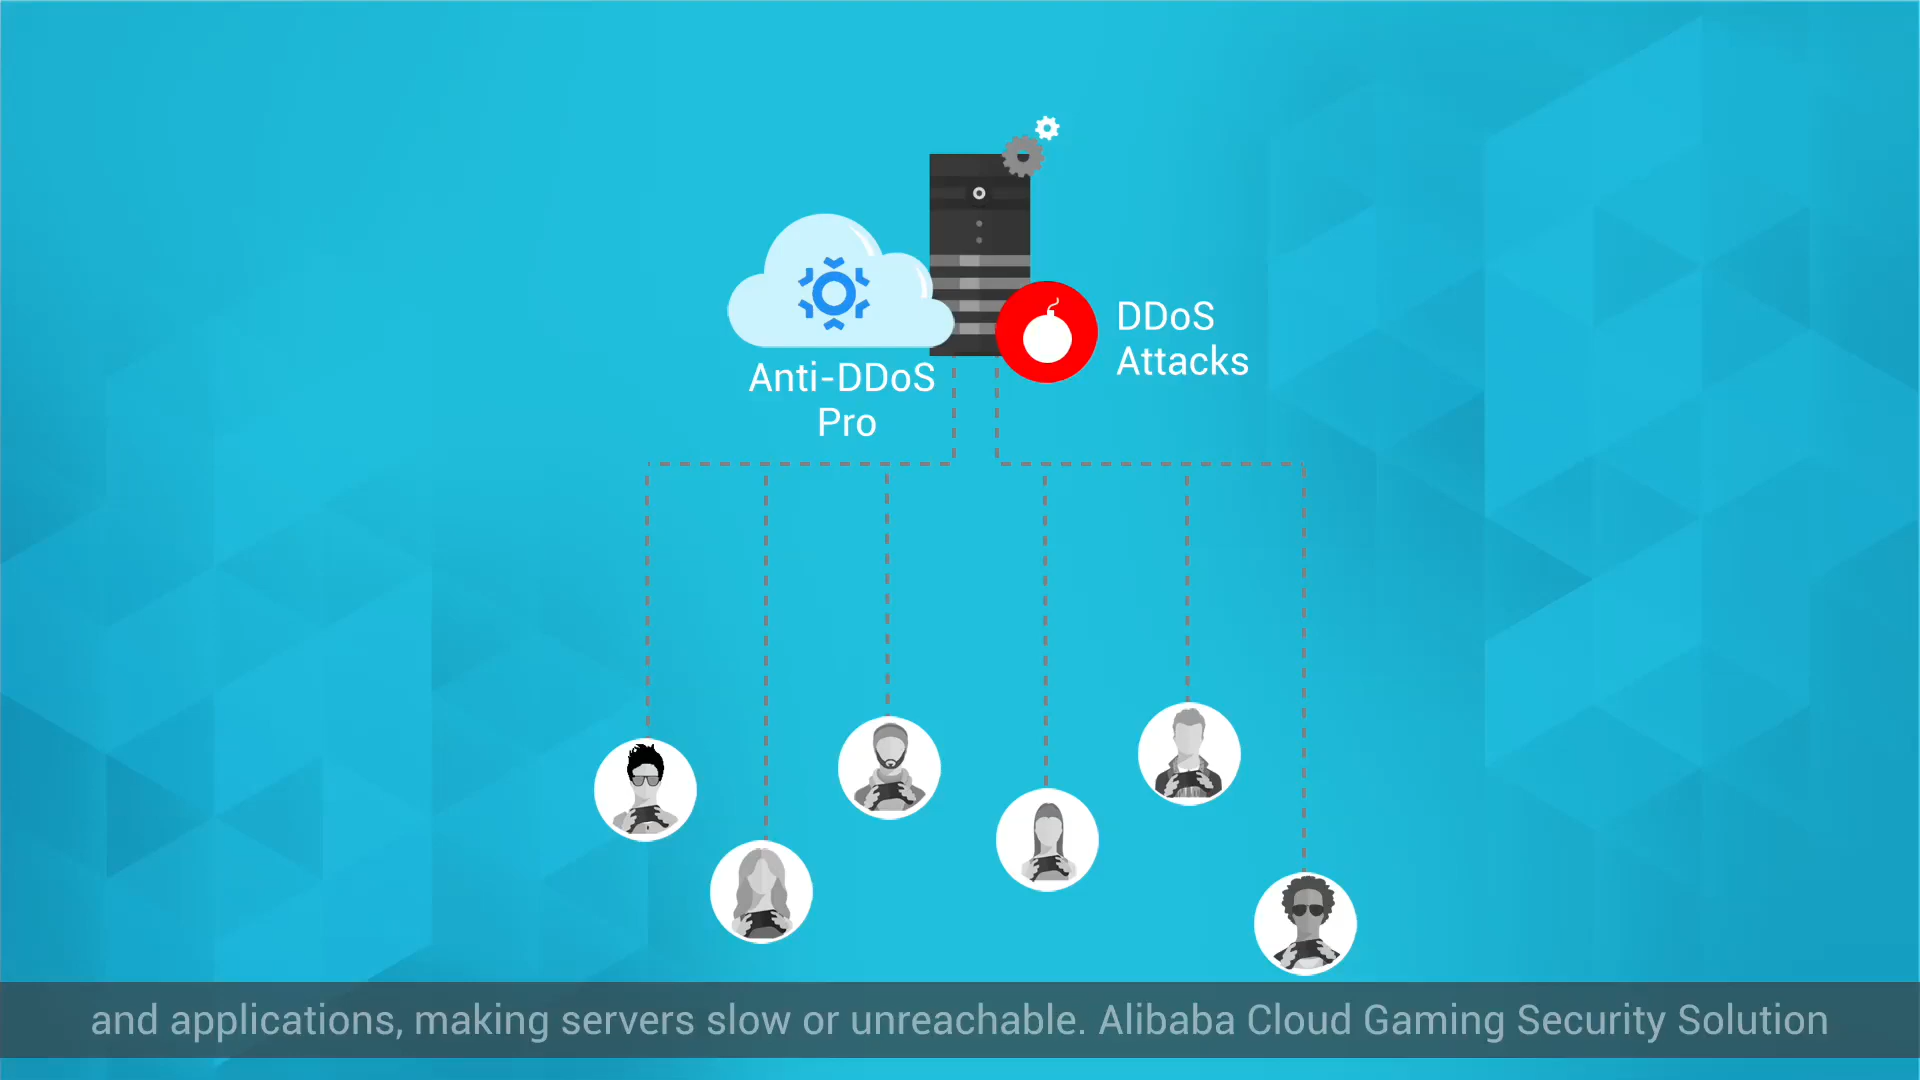 DDoS
Attacks
Anti-DDoS
Pro
and applications, making servers slow or unreachable. Alibaba Cloud Gaming Security Solution